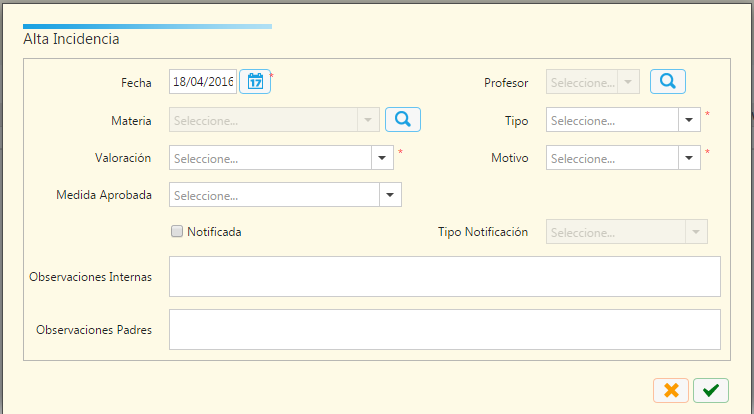 Alta Incidencia
Fecha 18/04/2016 17 * Profesor Seleccione...
Materia Seleccione... Tipo Seleccione... *
Valoración Seleccione... * Motivo Seleccione... *
Medida Aprobada Seleccione...
Notificada Tipo Notificación Seleccione...
Observaciones Internas
Observaciones Padres